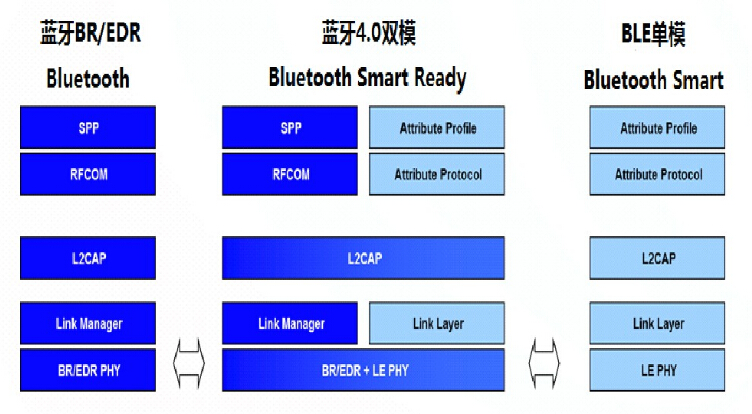 蓝牙BR/EDR
Bluetooth
SPP
RFCOM
L2CAP
Link Manager
BR/EDR PHY
蓝牙4.0双模
Bluetooth Smart Ready
SPP
Attribute Profile
RFCOM
Attribute Protocol
L2CAP
Link Manager
Link Layer
BR/EDR + LE PHY
BLE单模
Bluetooth Smart
Attribute Profile
Attribute Protocol
L2CAP
Link Layer
LE PHY